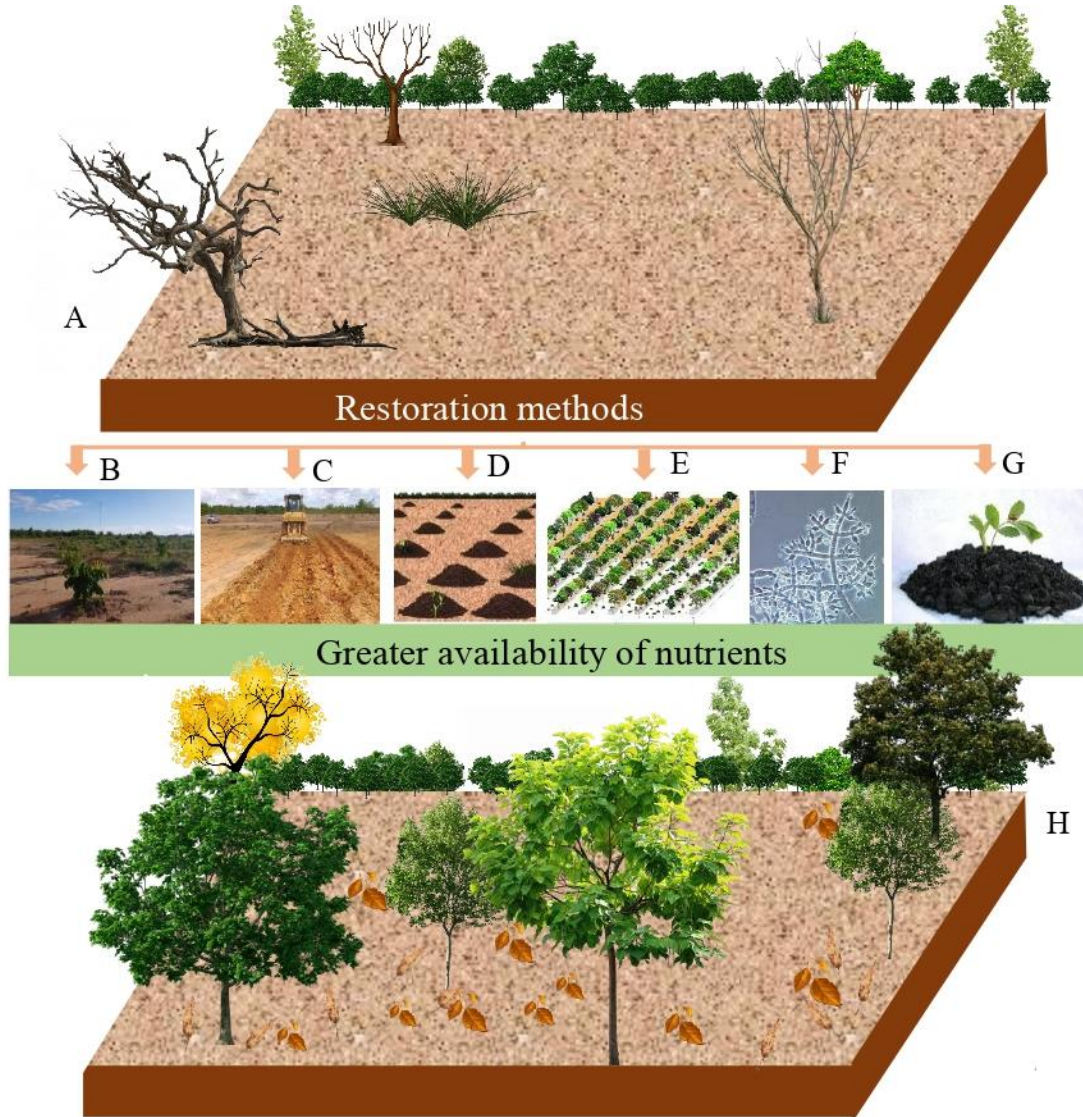 A
Restoration methods
B C D E F G
Greater availability of nutrients
H